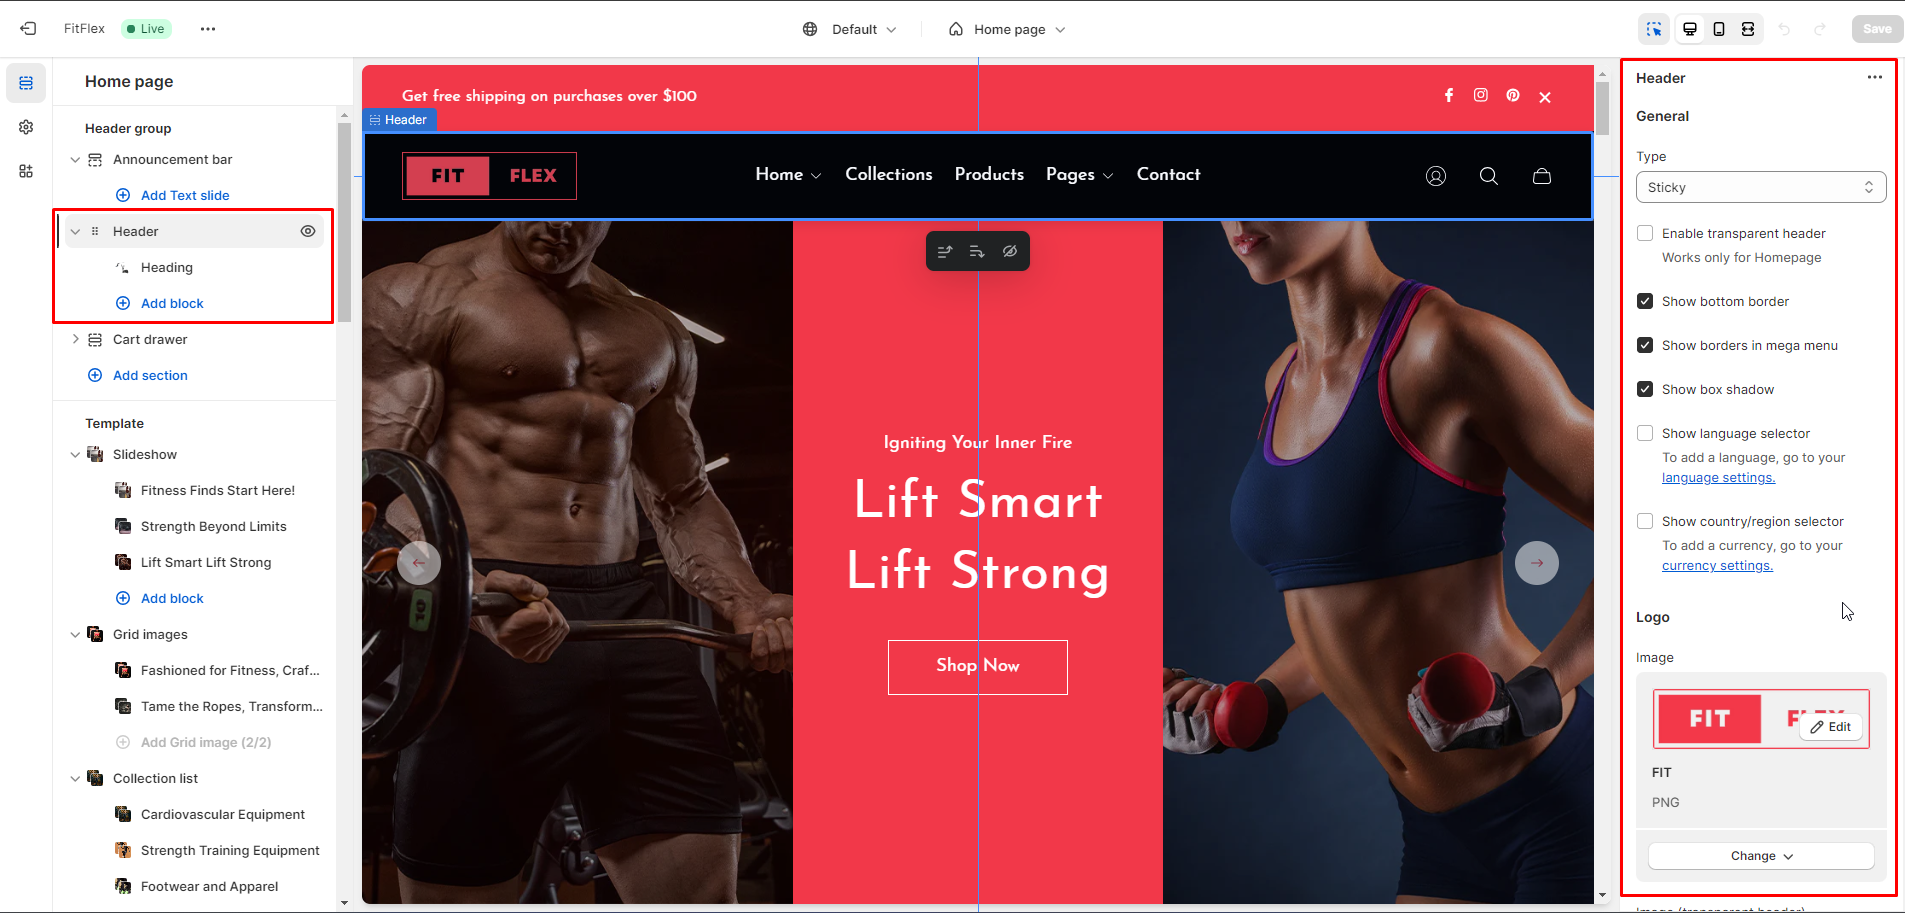 FitFlex
Live
Default
Home page
Save
Home page
Header group
Announcement bar
Add Text slide
Header
Heading
Add block
Cart drawer
Add section
Template
Slideshow
Fitness Finds Start Here!
Strength Beyond Limits
Lift Smart Lift Strong
Add block
Grid images
Fashioned for Fitness, Craf...
Tame the Ropes, Transform...
Add Grid image (2/2)
Collection list
Cardiovascular Equipment
Strength Training Equipment
Footwear and Apparel
Get free shipping on purchases over $100
Header
FIT FLEX
Home Collections Products Pages Contact
Igniting Your Inner Fire
Lift Smart
Lift Strong
Shop Now
Header
General
Type
Sticky
Enable transparent header
Works only for Homepage
Show bottom border
Show borders in mega menu
Show box shadow
Show language selector
To add a language, go to your
language settings.
Show country/region selector
To add a currency, go to your
currency settings.
Logo
Image
FIT FLEX
Edit
FIT
PNG
Change
Image (transparent header)